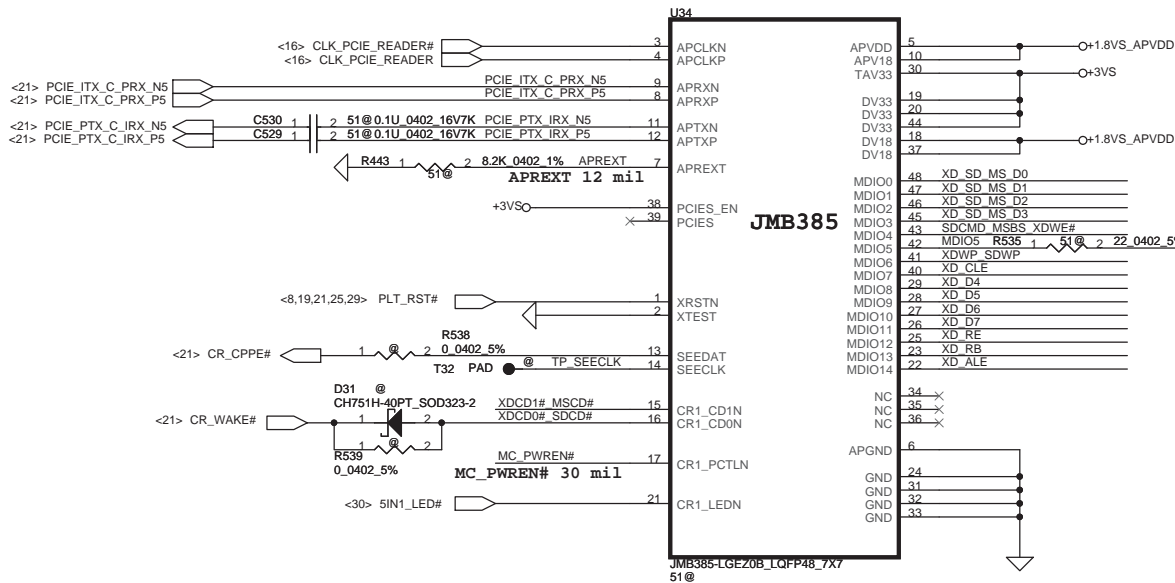 U34
<16> CLK_PCIE_READER# 3 APCLKN
<16> CLK_PCIE_READER 4 APCLKP
<21> PCIE_ITX_C_PRX_N5 PCIE_ITX_C_PRX_N5 9 APRXN
<21> PCIE_ITX_C_PRX_P5 PCIE_ITX_C_PRX_P5 8 APRXP
<21> PCIE_PTX_C_IRX_N5 C530 1 2 51@ 0.1U_0402_16V7K PCIE_PTX_IRX_N5 11 APTXN
<21> PCIE_PTX_C_IRX_P5 C529 1 2 51@ 0.1U_0402_16V7K PCIE_PTX_IRX_P5 12 APTXP
R443 1 2 8.2K_0402_1% APREXT 7 APREXT
51@ APREXT 12 mil
+3VS 38 PCIES_EN
39 PCIES
JMB385
<8,19,21,25,29> PLT_RST# 1 XRSTN
2 XTEST
R538
0_0402_5%
<21> CR_CPPE# 1 @ 2 13 SEEDAT
T32 PAD @ TP_SEECLK 14 SEECLK
D31 @
CH751H-40PT_SOD323-2
XDCD1#_MSCD# 15 CR1_CD1N
<21> CR_WAKE# 1 2 XDCD0#_SDCD# 16 CR1_CD0N
1 @ 2
R539
0_0402_5%
MC_PWREN# 17 CR1_PCTLN
MC_PWREN# 30 mil
<30> 5IN1_LED# 21 CR1_LEDN
APVDD 5 +1.8VS_APVDD
APV18 10
TAV33 30 +3VS
DV33 19
DV33 20
DV33 44
DV18 18 +1.8VS_APVDD
DV18 37
MDIO0 48 XD_SD_MS_D0
MDIO1 47 XD_SD_MS_D1
MDIO2 46 XD_SD_MS_D2
MDIO3 45 XD_SD_MS_D3
MDIO4 43 SDCMD_MSBS_XDWE#
MDIO5 42 MDIO5 R535 1 51@ 2 22_0402_5%
MDIO6 41 XDWP_SDWP
MDIO7 40 XD_CLE
MDIO8 29 XD_D4
MDIO9 28 XD_D5
MDIO10 27 XD_D6
MDIO11 26 XD_D7
MDIO12 25 XD_RE
MDIO13 23 XD_RB
MDIO14 22 XD_ALE
NC 34
NC 35
NC 36
APGND 6
GND 24
GND 31
GND 32
GND 33
JMB385-LGEZ0B_LQFP48_7X7
51@